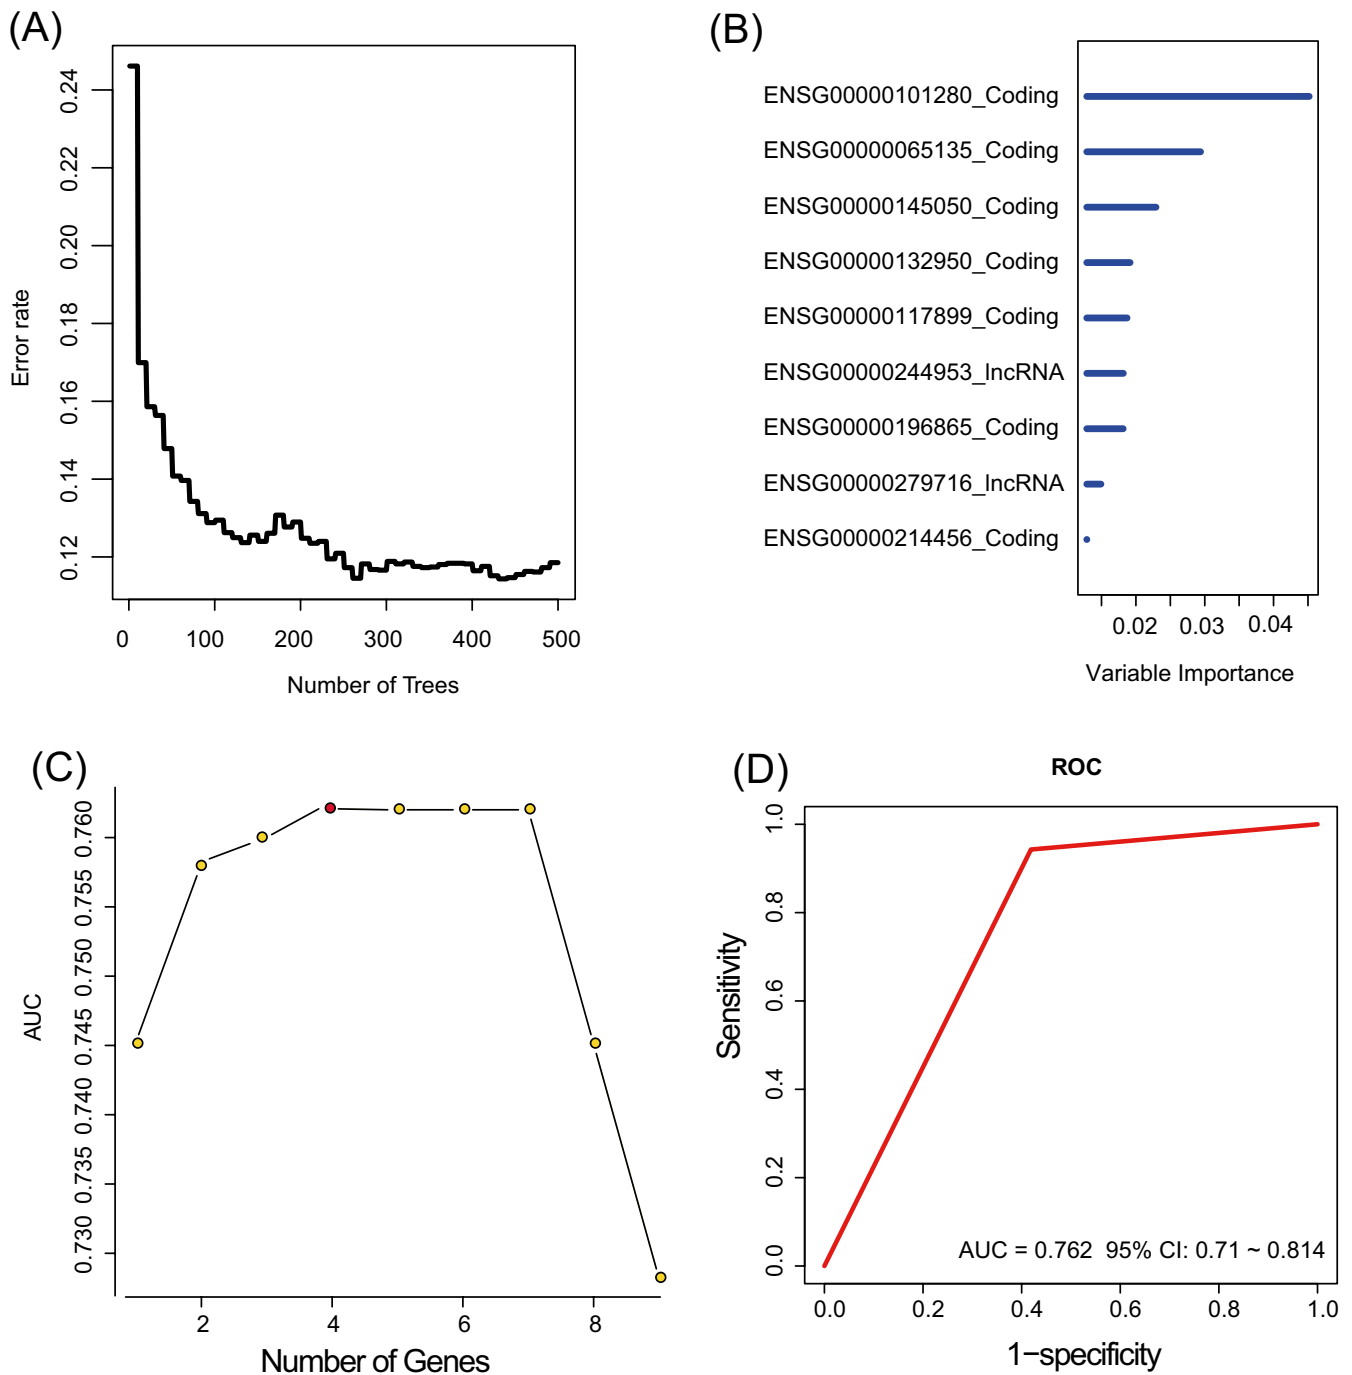 (A)
0.24
0.22
0.20
0.18
0.16
0.14
0.12
Error rate
0 100 200 300 400 500
Number of Trees
(B)
ENSG00000101280_Coding
ENSG00000065135_Coding
ENSG00000145050_Coding
ENSG00000132950_Coding
ENSG00000117899_Coding
ENSG00000244953_lncRNA
ENSG00000196865_Coding
ENSG00000279716_lncRNA
ENSG00000214456_Coding
0.02 0.03 0.04
Variable Importance
(C)
0.760
0.755
0.750
0.745
0.740
0.735
0.730
AUC
2 4 6 8
Number of Genes
(D)
ROC
1.0
0.8
0.6
0.4
0.2
0.0
Sensitivity
AUC = 0.762 95% CI: 0.71 ~ 0.814
0.0 0.2 0.4 0.6 0.8 1.0
1−specificity